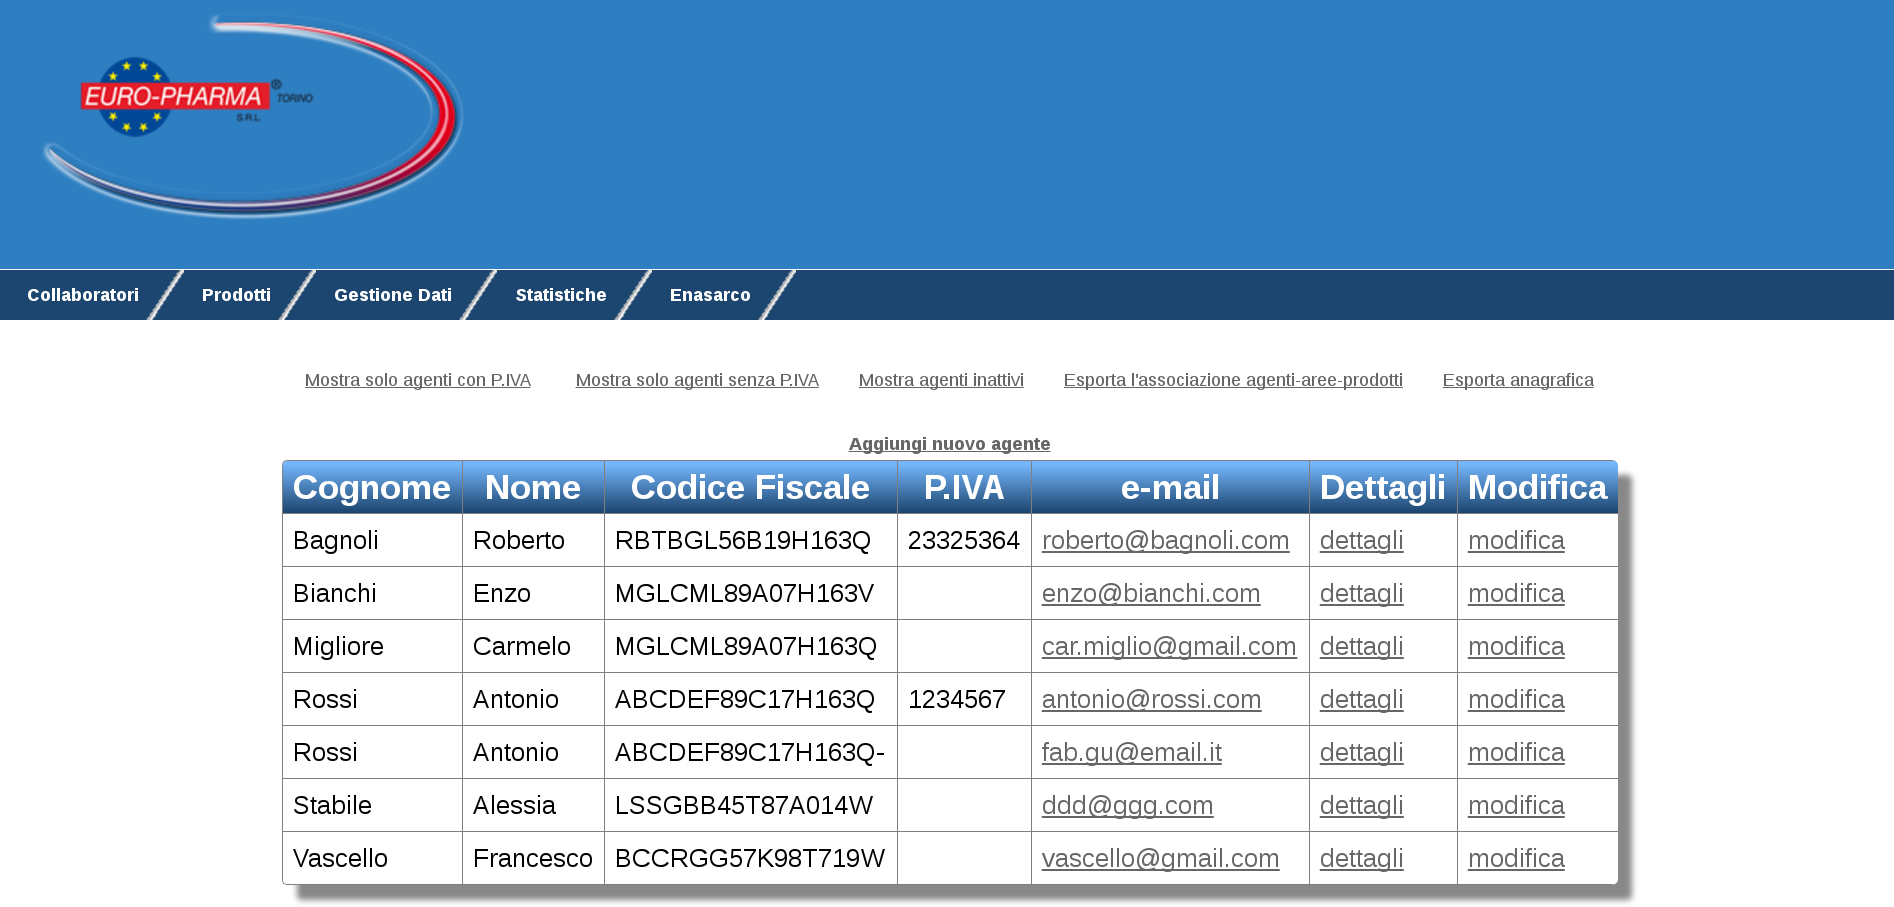 EURO-PHARMA ® TORINO
S.R.L.
Collaboratori Prodotti Gestione Dati Statistiche Enasarco
Mostra solo agenti con P.IVA Mostra solo agenti senza P.IVA Mostra agenti inattivi Esporta l'associazione agenti-aree-prodotti Esporta anagrafica
Aggiungi nuovo agente
Cognome Nome Codice Fiscale P.IVA e-mail Dettagli Modifica
Bagnoli Roberto RBTBGL56B19H163Q 23325364 roberto@bagnoli.com dettagli modifica
Bianchi Enzo MGLCML89A07H163V enzo@bianchi.com dettagli modifica
Migliore Carmelo MGLCML89A07H163Q car.miglio@gmail.com dettagli modifica
Rossi Antonio ABCDEF89C17H163Q 1234567 antonio@rossi.com dettagli modifica
Rossi Antonio ABCDEF89C17H163Q- fab.gu@email.it dettagli modifica
Stabile Alessia LSSGBB45T87A014W ddd@ggg.com dettagli modifica
Vascello Francesco BCCRGG57K98T719W vascello@gmail.com dettagli modifica